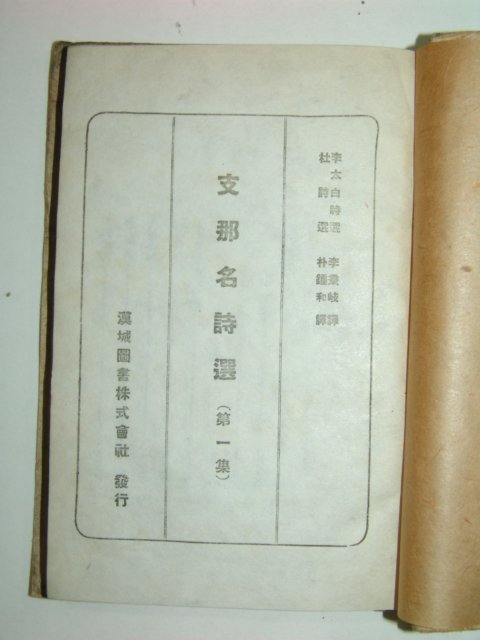 李太白詩選 李秉岐譯
杜詩選 朴鍾和譯
支那名詩選(第一集)
漢城圖書株式會社 發行